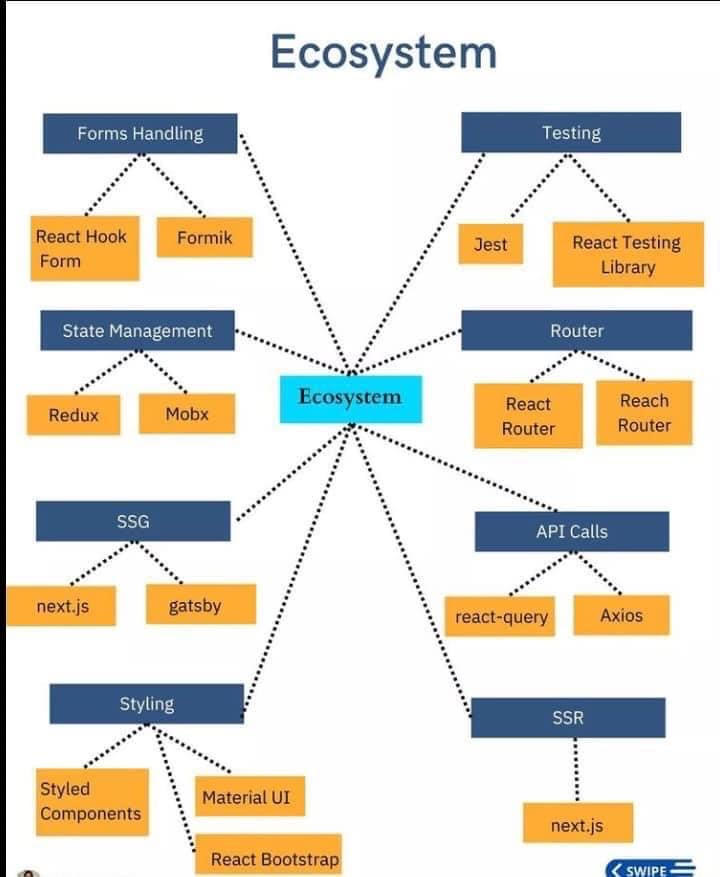 Ecosystem
Forms Handling
React Hook
Form
Formik
Testing
Jest
React Testing
Library
State Management
Redux
Mobx
Router
React
Router
Reach
Router
Ecosystem
SSG
next.js
gatsby
API Calls
react-query
Axios
Styling
Styled
Components
Material UI
React Bootstrap
SSR
next.js
SWIPE